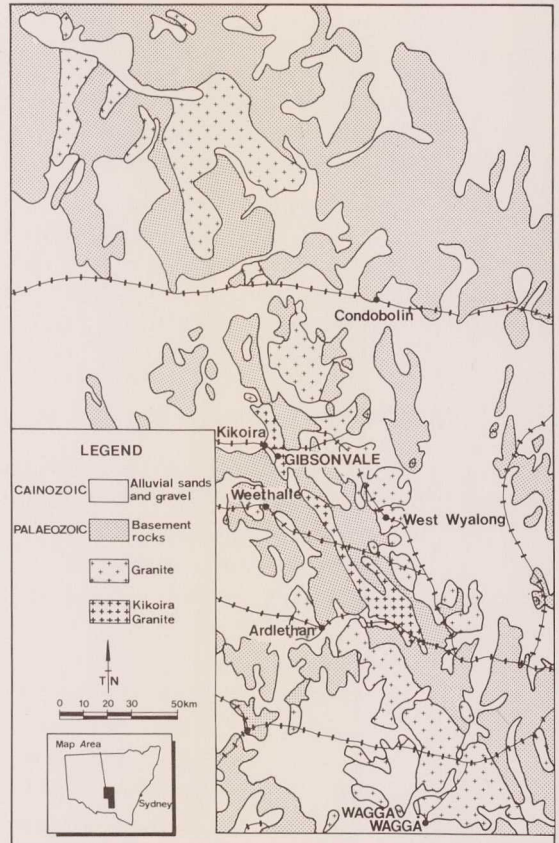 Condobolin
Kikoira
GIBSONVALE
Weethalle
West Wyalong
Ardlethan
WAGGA
WAGGA
LEGEND
CAINOZOIC
Alluvial sands
and gravel
PALAEOZOIC
Basement
rocks
Granite
Kikoira
Granite
T N
0 10 20 30 50km
Map Area
Sydney